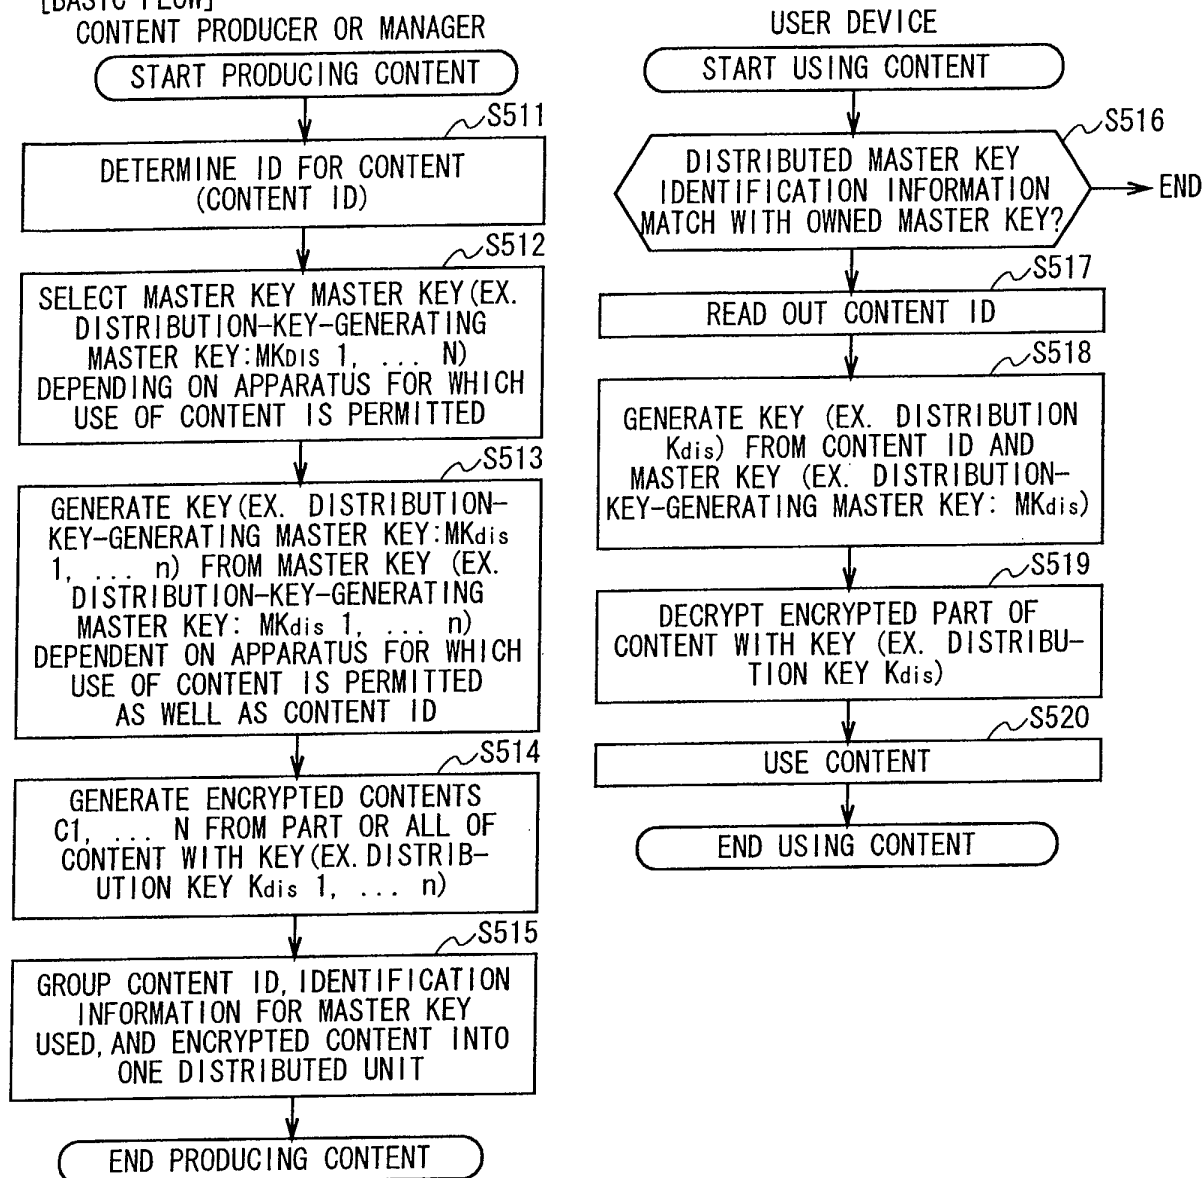 [BASIC FLOW]
CONTENT PRODUCER OR MANAGER
START PRODUCING CONTENT
S511
DETERMINE ID FOR CONTENT
(CONTENT ID)
S512
SELECT MASTER KEY MASTER KEY(EX.
DISTRIBUTION-KEY-GENERATING
MASTER KEY:MKDIS 1, ... N)
DEPENDING ON APPARATUS FOR WHICH
USE OF CONTENT IS PERMITTED
S513
GENERATE KEY(EX. DISTRIBUTION-
KEY-GENERATING MASTER KEY:MKdis
1, ... n) FROM MASTER KEY (EX.
DISTRIBUTION-KEY-GENERATING
MASTER KEY: MKdis 1, ... n)
DEPENDENT ON APPARATUS FOR WHICH
USE OF CONTENT IS PERMITTED
AS WELL AS CONTENT ID
S514
GENERATE ENCRYPTED CONTENTS
C1, ... N FROM PART OR ALL OF
CONTENT WITH KEY(EX.DISTRIB-
UTION KEY Kdis 1, ... n)
S515
GROUP CONTENT ID, IDENTIFICATION
INFORMATION FOR MASTER KEY
USED, AND ENCRYPTED CONTENT INTO
ONE DISTRIBUTED UNIT
END PRODUCING CONTENT
USER DEVICE
START USING CONTENT
S516
DISTRIBUTED MASTER KEY
IDENTIFICATION INFORMATION
MATCH WITH OWNED MASTER KEY?
END
S517
READ OUT CONTENT ID
S518
GENERATE KEY (EX. DISTRIBUTION
Kdis) FROM CONTENT ID AND
MASTER KEY (EX. DISTRIBUTION-
KEY-GENERATING MASTER KEY: MKdis)
S519
DECRYPT ENCRYPTED PART OF
CONTENT WITH KEY (EX. DISTRIBU-
TION KEY Kdis)
S520
USE CONTENT
END USING CONTENT